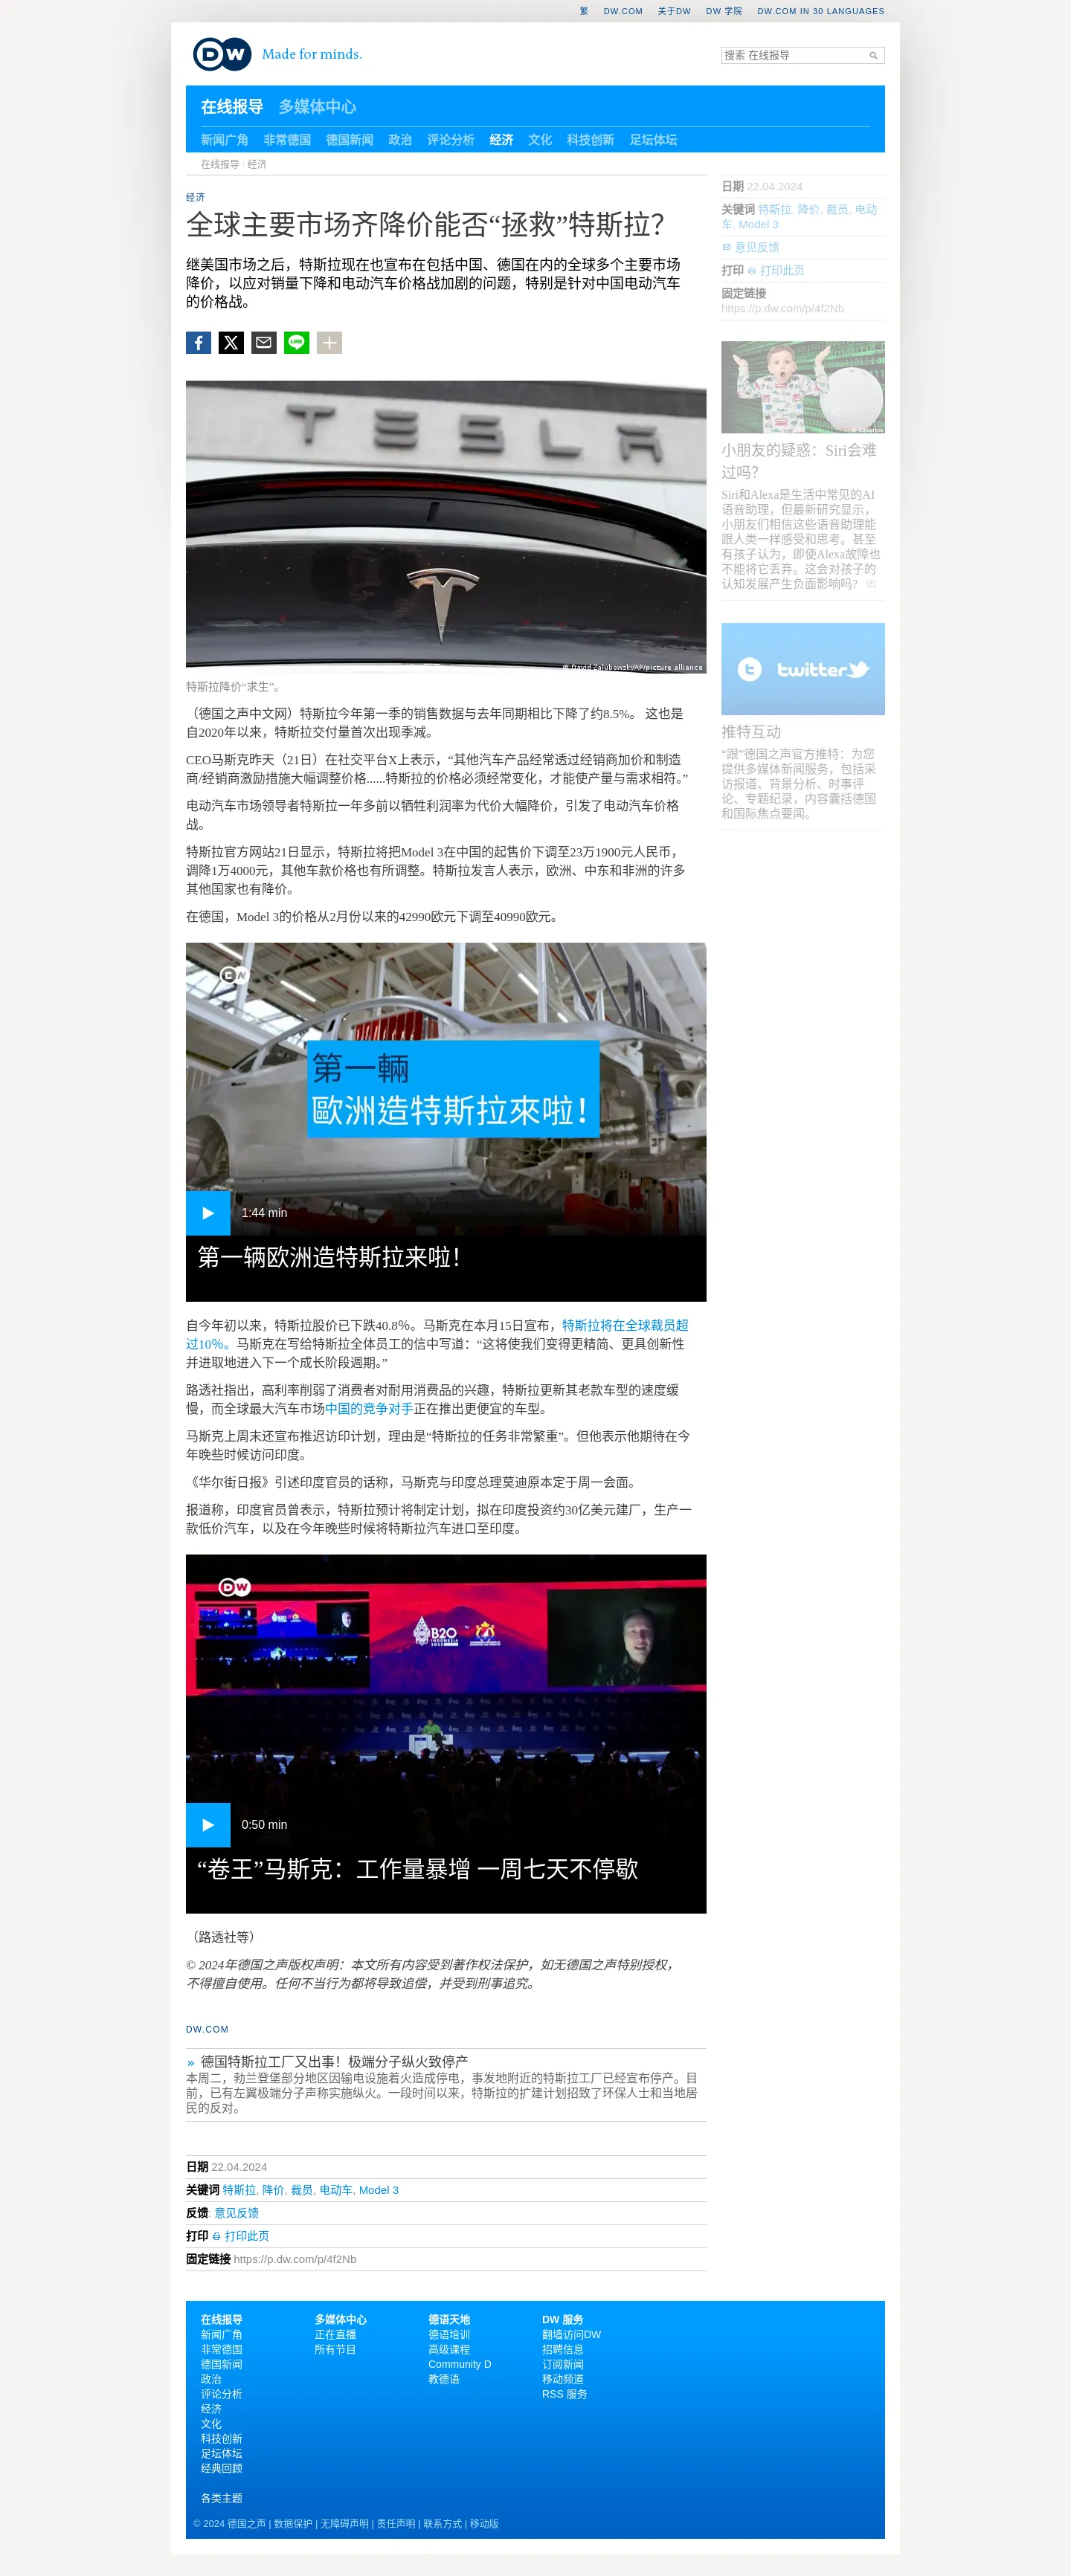 繁 DW.COM 关于DW DW 学院 DW.COM IN 30 LANGUAGES
DW Made for minds.
搜索 在线报导
在线报导 多媒体中心
新闻广角 非常德国 德国新闻 政治 评论分析 经济 文化 科技创新 足坛体坛
在线报导 / 经济
经济
全球主要市场齐降价能否“拯救”特斯拉？
继美国市场之后，特斯拉现在也宣布在包括中国、德国在内的全球多个主要市场
降价，以应对销量下降和电动汽车价格战加剧的问题，特别是针对中国电动汽车
的价格战。
TESLA
© David Zalubowski/AP/picture alliance
特斯拉降价“求生”。
（德国之声中文网）特斯拉今年第一季的销售数据与去年同期相比下降了约8.5%。 这也是
自2020年以来，特斯拉交付量首次出现季减。
CEO马斯克昨天（21日）在社交平台X上表示，“其他汽车产品经常透过经销商加价和制造
商/经销商激励措施大幅调整价格......特斯拉的价格必须经常变化，才能使产量与需求相符。”
电动汽车市场领导者特斯拉一年多前以牺牲利润率为代价大幅降价，引发了电动汽车价格
战。
特斯拉官方网站21日显示，特斯拉将把Model 3在中国的起售价下调至23万1900元人民币，
调降1万4000元，其他车款价格也有所调整。特斯拉发言人表示，欧洲、中东和非洲的许多
其他国家也有降价。
在德国，Model 3的价格从2月份以来的42990欧元下调至40990欧元。
DW
第一輛
歐洲造特斯拉來啦！
1:44 min
第一辆欧洲造特斯拉来啦！
自今年初以来，特斯拉股价已下跌40.8%。马斯克在本月15日宣布，特斯拉将在全球裁员超
过10%。马斯克在写给特斯拉全体员工的信中写道：“这将使我们变得更精简、更具创新性
并进取地进入下一个成长阶段週期。”
路透社指出，高利率削弱了消费者对耐用消费品的兴趣，特斯拉更新其老款车型的速度缓
慢，而全球最大汽车市场中国的竞争对手正在推出更便宜的车型。
马斯克上周末还宣布推迟访印计划，理由是“特斯拉的任务非常繁重”。但他表示他期待在今
年晚些时候访问印度。
《华尔街日报》引述印度官员的话称，马斯克与印度总理莫迪原本定于周一会面。
报道称，印度官员曾表示，特斯拉预计将制定计划，拟在印度投资约30亿美元建厂，生产一
款低价汽车，以及在今年晚些时候将特斯拉汽车进口至印度。
DW
B20
INDONESIA
0:50 min
“卷王”马斯克：工作量暴增 一周七天不停歇
（路透社等）
© 2024年德国之声版权声明：本文所有内容受到著作权法保护，如无德国之声特别授权，
不得擅自使用。任何不当行为都将导致追偿，并受到刑事追究。
DW.COM
» 德国特斯拉工厂又出事！极端分子纵火致停产
本周二，勃兰登堡部分地区因输电设施着火造成停电，事发地附近的特斯拉工厂已经宣布停产。目
前，已有左翼极端分子声称实施纵火。一段时间以来，特斯拉的扩建计划招致了环保人士和当地居
民的反对。
日期 22.04.2024
关键词 特斯拉, 降价, 裁员, 电动车, Model 3
反馈: 意见反馈
打印 打印此页
固定链接 https://p.dw.com/p/4f2Nb
日期 22.04.2024
关键词 特斯拉, 降价, 裁员, 电动
车, Model 3
意见反馈
打印 打印此页
固定链接
https://p.dw.com/p/4f2Nb
© Colourbox
小朋友的疑惑：Siri会难
过吗？
Siri和Alexa是生活中常见的AI
语音助理，但最新研究显示，
小朋友们相信这些语音助理能
跟人类一样感受和思考。甚至
有孩子认为，即使Alexa故障也
不能将它丢弃。这会对孩子的
认知发展产生负面影响吗？
twitter
推特互动
“跟”德国之声官方推特：为您
提供多媒体新闻服务，包括采
访报道、背景分析、时事评
论、专题纪录，内容囊括德国
和国际焦点要闻。
在线报导
新闻广角
非常德国
德国新闻
政治
评论分析
经济
文化
科技创新
足坛体坛
经典回顾
各类主题
多媒体中心
正在直播
所有节目
德语天地
德语培训
高级课程
Community D
教德语
DW 服务
翻墙访问DW
招聘信息
订阅新闻
移动频道
RSS 服务
© 2024 德国之声 | 数据保护 | 无障碍声明 | 责任声明 | 联系方式 | 移动版